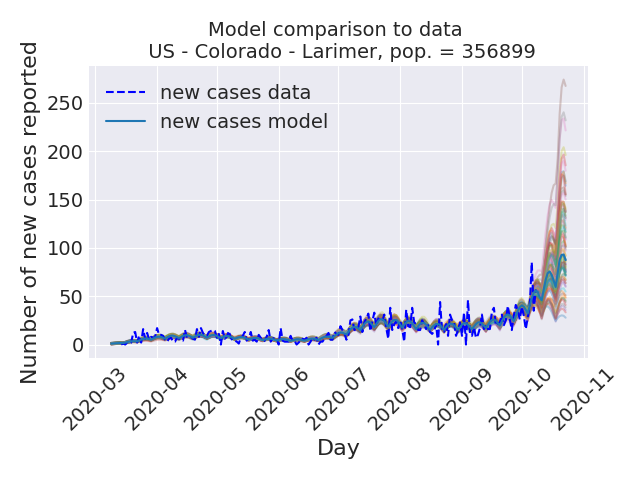 Model comparison to data
US - Colorado - Larimer, pop. = 356899
Number of new cases reported
250
200
150
100
50
0
new cases data
new cases model
2020-03
2020-04
2020-05
2020-06
2020-07
2020-08
2020-09
2020-10
2020-11
Day